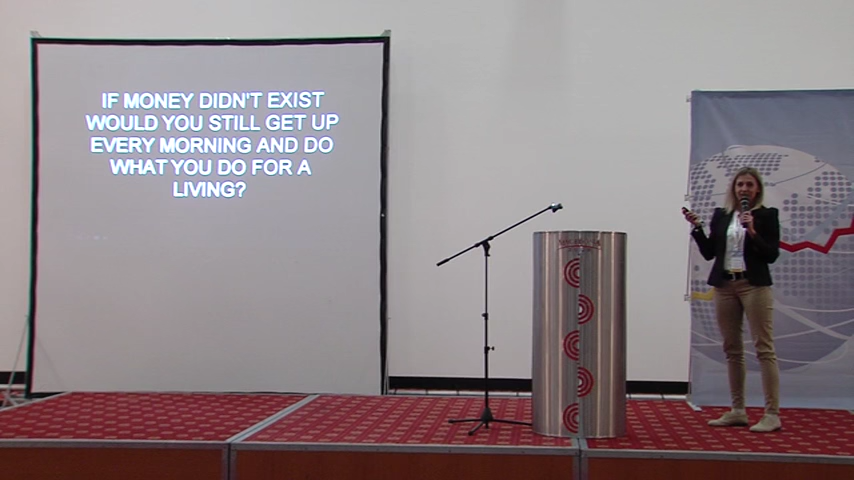 IF MONEY DIDN'T EXIST
WOULD YOU STILL GET UP
EVERY MORNING AND DO
WHAT YOU DO FOR A
LIVING?